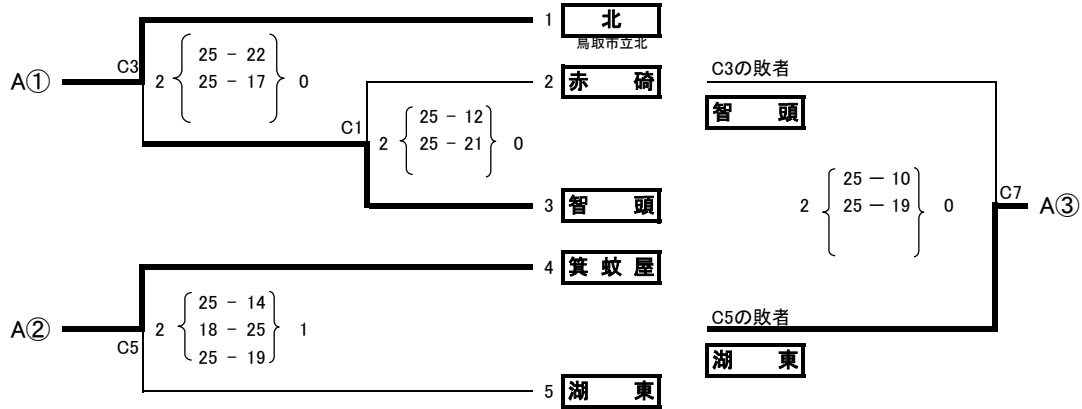 1 北
鳥取市立北
C3
A① 2 25 - 22
25 - 17 0
2 赤 碕
C1
2 25 - 12
25 - 21 0
3 智 頭
4 箕 蚊 屋
A② 2 25 - 14
18 - 25 1
25 - 19
C5
5 湖 東
C3の敗者
智 頭
2 25 － 10
25 － 19 0
C7
A③
C5の敗者
湖 東